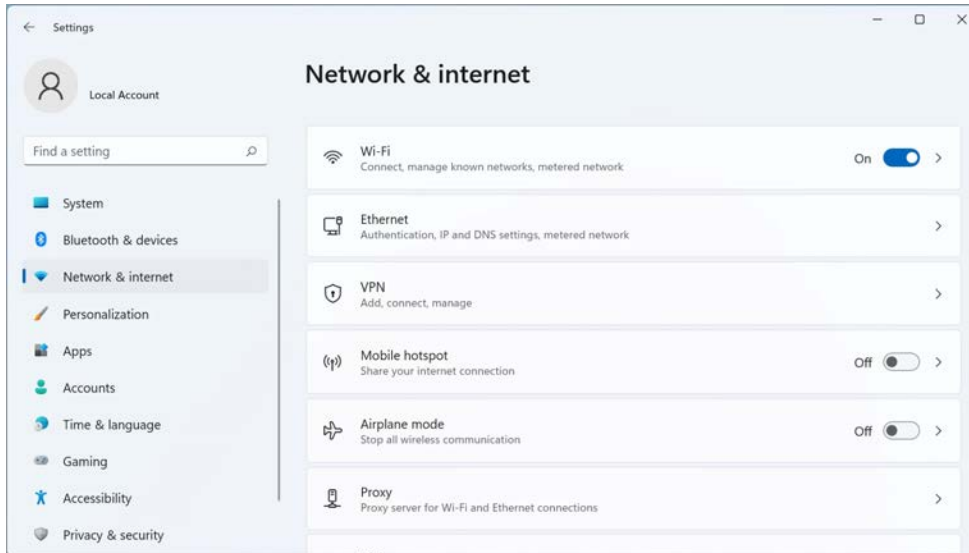 Settings
Local Account
Find a setting
System
Bluetooth & devices
Network & internet
Personalization
Apps
Accounts
Time & language
Gaming
Accessibility
Privacy & security
Network & internet
Wi-Fi
Connect, manage known networks, metered network
On
Ethernet
Authentication, IP and DNS settings, metered network
VPN
Add, connect, manage
Mobile hotspot
Share your internet connection
Off
Airplane mode
Stop all wireless communication
Off
Proxy
Proxy server for Wi-Fi and Ethernet connections